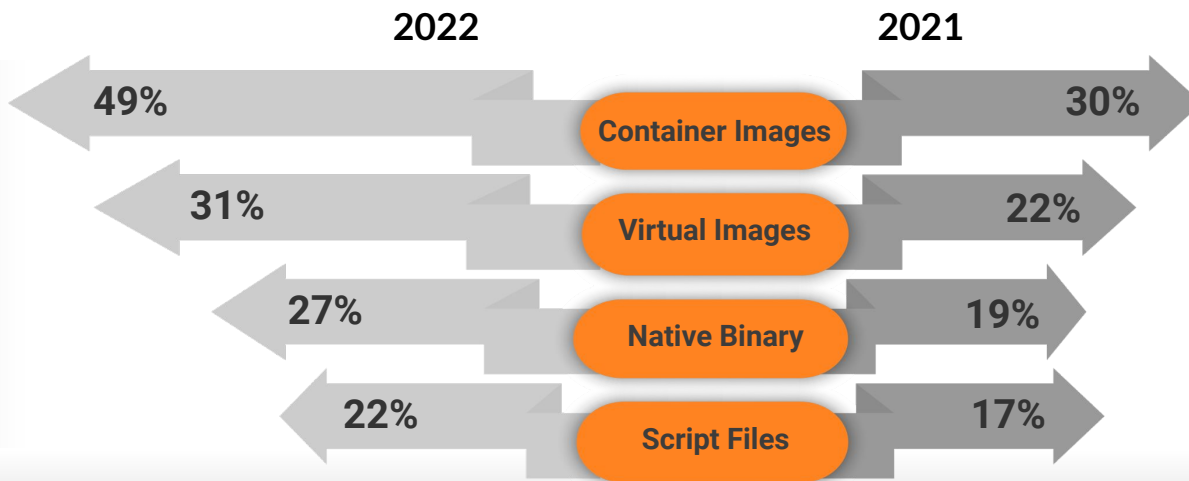 2022 2021
49% Container Images 30%
31% Virtual Images 22%
27% Native Binary 19%
22% Script Files 17%